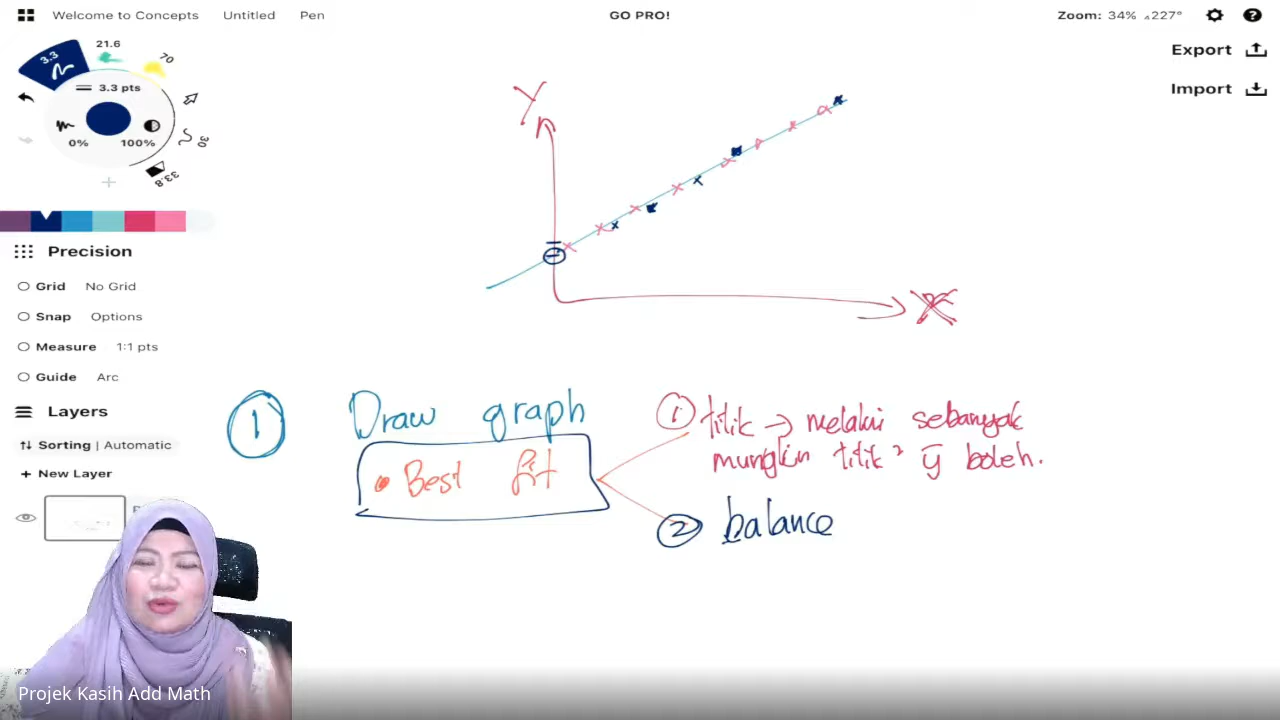 Welcome to Concepts Untitled Pen GO PRO! Zoom: 34% ⊿227°
Export
Import
3.3 21.6 70
3.3 pts
0% 100%
30
33.8
Y
X
Precision
Grid No Grid
Snap Options
Measure 1:1 pts
Guide Arc
Layers
Sorting | Automatic
+ New Layer
1 Draw graph
• Best fit
1 titik → melalui sebanyak
mungkin titik² yg boleh.
2 balance
Projek Kasih Add Math